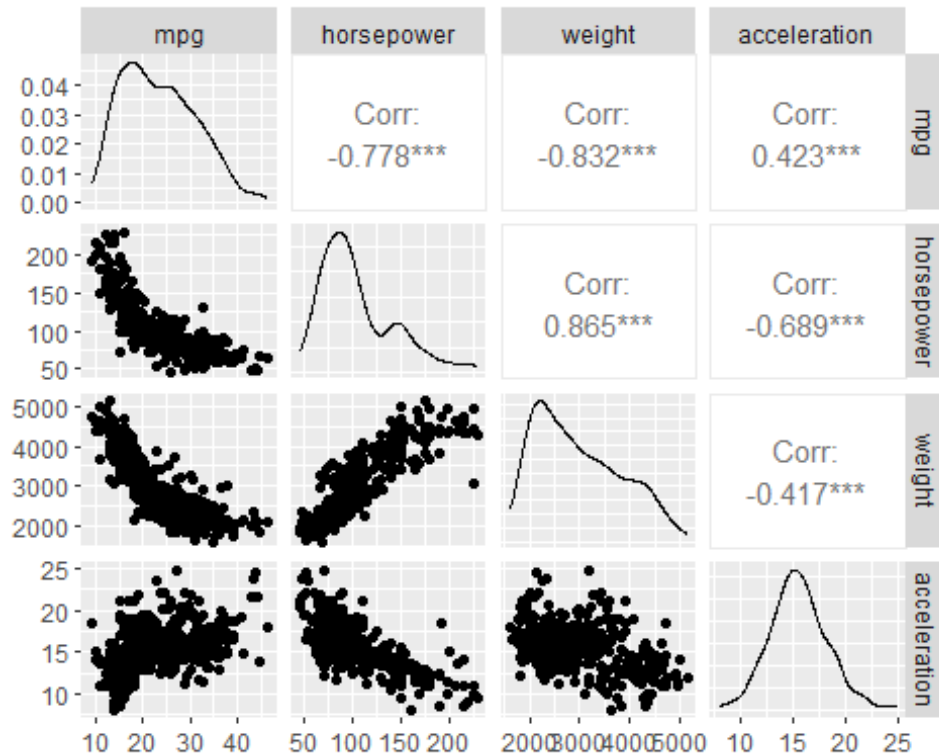 mpg horsepower weight acceleration
0.04
0.03
0.02
0.01
0.00
Corr:
-0.778***
Corr:
-0.832***
Corr:
0.423***
mpg
200
150
100
50
Corr:
0.865***
Corr:
-0.689***
horsepower
5000
4000
3000
2000
Corr:
-0.417***
weight
25
20
15
10
acceleration
10 20 30 40 50 100 150 200 2000 3000 4000 5000 10 15 20 25